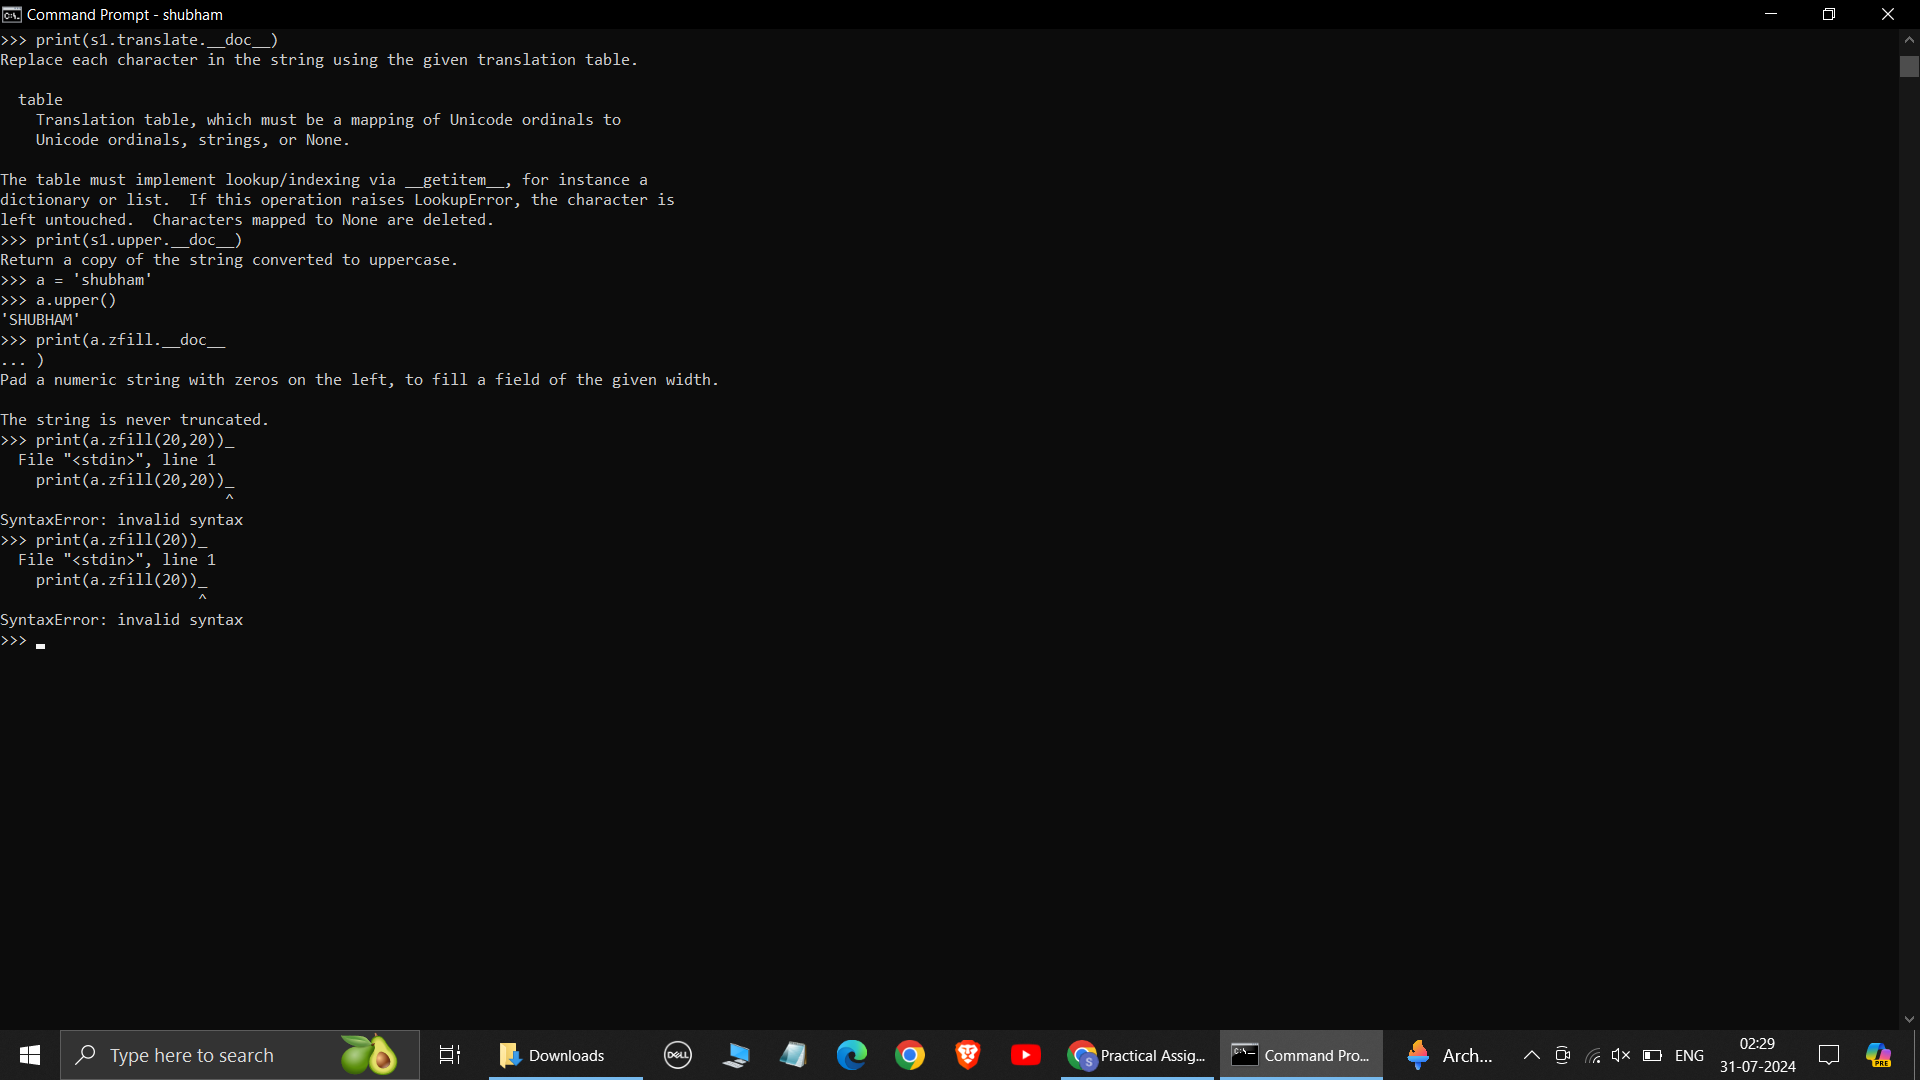 Command Prompt - shubham
>>> print(s1.translate.__doc__)
Replace each character in the string using the given translation table.
  table
    Translation table, which must be a mapping of Unicode ordinals to
    Unicode ordinals, strings, or None.
The table must implement lookup/indexing via __getitem__, for instance a
dictionary or list.  If this operation raises LookupError, the character is
left untouched.  Characters mapped to None are deleted.
>>> print(s1.upper.__doc__)
Return a copy of the string converted to uppercase.
>>> a = 'shubham'
>>> a.upper()
'SHUBHAM'
>>> print(a.zfill.__doc__
... )
Pad a numeric string with zeros on the left, to fill a field of the given width.
The string is never truncated.
>>> print(a.zfill(20,20))_
  File "<stdin>", line 1
    print(a.zfill(20,20))_
                         ^
SyntaxError: invalid syntax
>>> print(a.zfill(20))_
  File "<stdin>", line 1
    print(a.zfill(20))_
                      ^
SyntaxError: invalid syntax
>>>
Type here to search
Downloads
DELL
Practical Assig...
Command Pro...
Arch...
ENG
02:29
31-07-2024
PRE